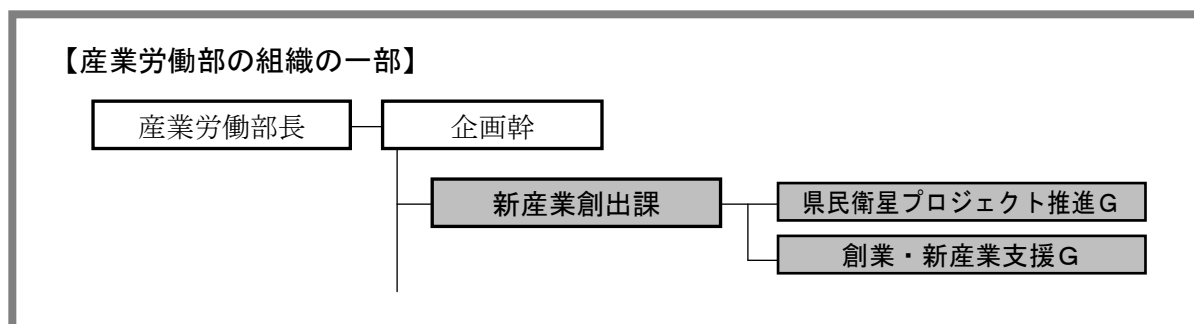 【産業労働部の組織の一部】
産業労働部長
企画幹
新産業創出課
県民衛星プロジェクト推進G
創業・新産業支援G